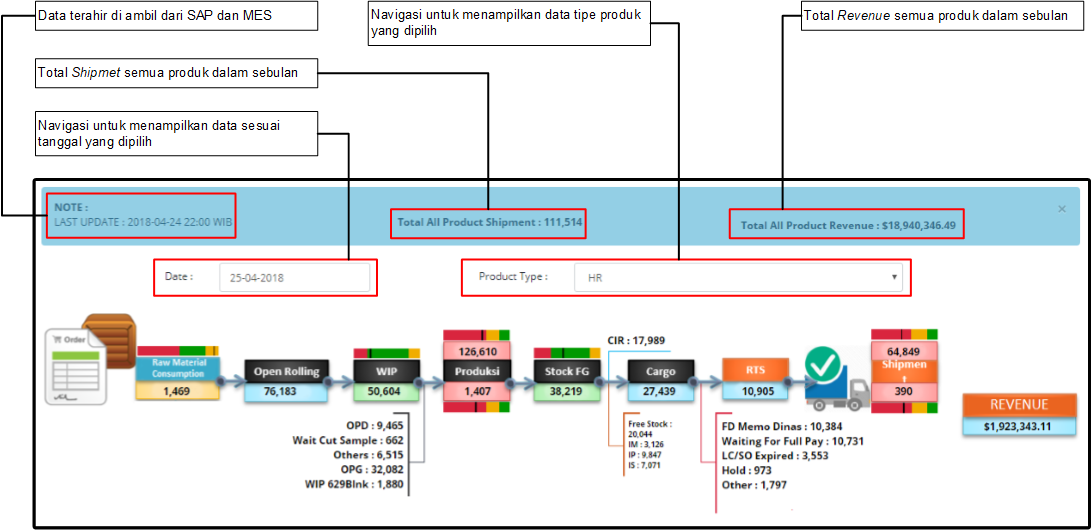 Data terahir di ambil dari SAP dan MES
Navigasi untuk menampilkan data tipe produk
yang dipilih
Total Revenue semua produk dalam sebulan
Total Shipmet semua produk dalam sebulan
Navigasi untuk menampilkan data sesuai
tanggal yang dipilih
NOTE :
LAST UPDATE : 2018-04-24 22:00 WIB
Total All Product Shipment : 111,514
Total All Product Revenue : $18,940,346.49
×
Date :
25-04-2018
Product Type :
HR
Order
Raw Material
Consumption
1,469
Open Rolling
76,183
WIP
50,604
OPD : 9,465
Wait Cut Sample : 662
Others : 6,515
OPG : 32,082
WIP 629Blnk : 1,880
126,610
Produksi
1,407
Stock FG
38,219
CIR : 17,989
Free Stock :
20,044
IM : 3,126
IP : 9,847
IS : 7,071
Cargo
27,439
RTS
10,905
FD Memo Dinas : 10,384
Waiting For Full Pay : 10,731
LC/SO Expired : 3,553
Hold : 973
Other : 1,797
64,849
Shipmen
t
390
REVENUE
$1,923,343.11